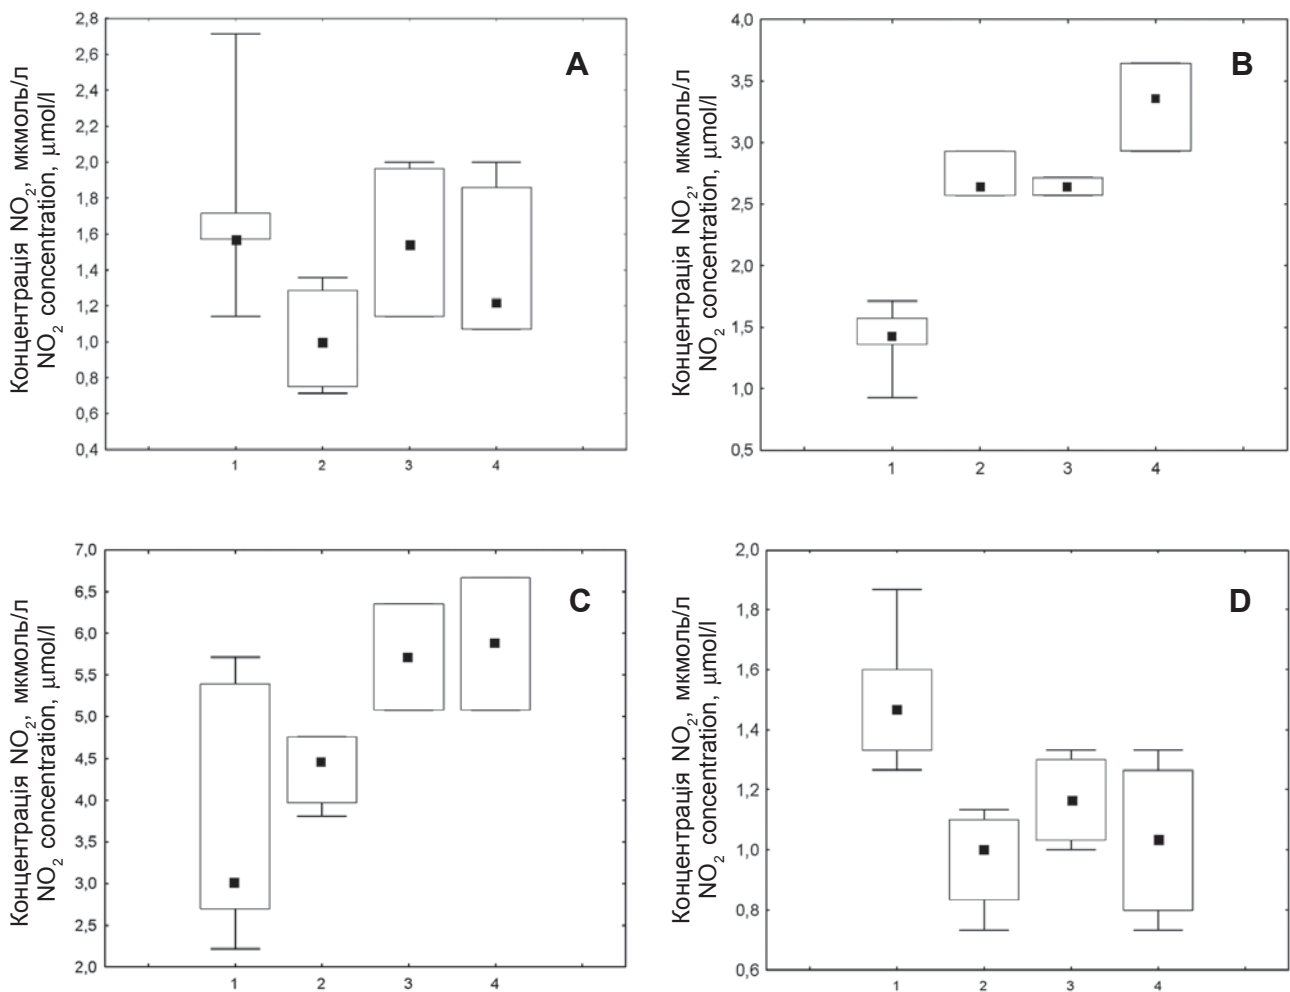 Концентрація NO2, мкмоль/л
NO2 concentration, μmol/l
2,8
2,6
2,4
2,2
2,0
1,8
1,6
1,4
1,2
1,0
0,8
0,6
0,4
A
1 2 3 4
Концентрація NO2, мкмоль/л
NO2 concentration, μmol/l
4,0
3,5
3,0
2,5
2,0
1,5
1,0
0,5
B
1 2 3 4
Концентрація NO2, мкмоль/л
NO2 concentration, μmol/l
7,0
6,5
6,0
5,5
5,0
4,5
4,0
3,5
3,0
2,5
2,0
C
1 2 3 4
Концентрація NO2, мкмоль/л
NO2 concentration, μmol/l
2,0
1,8
1,6
1,4
1,2
1,0
0,8
0,6
D
1 2 3 4